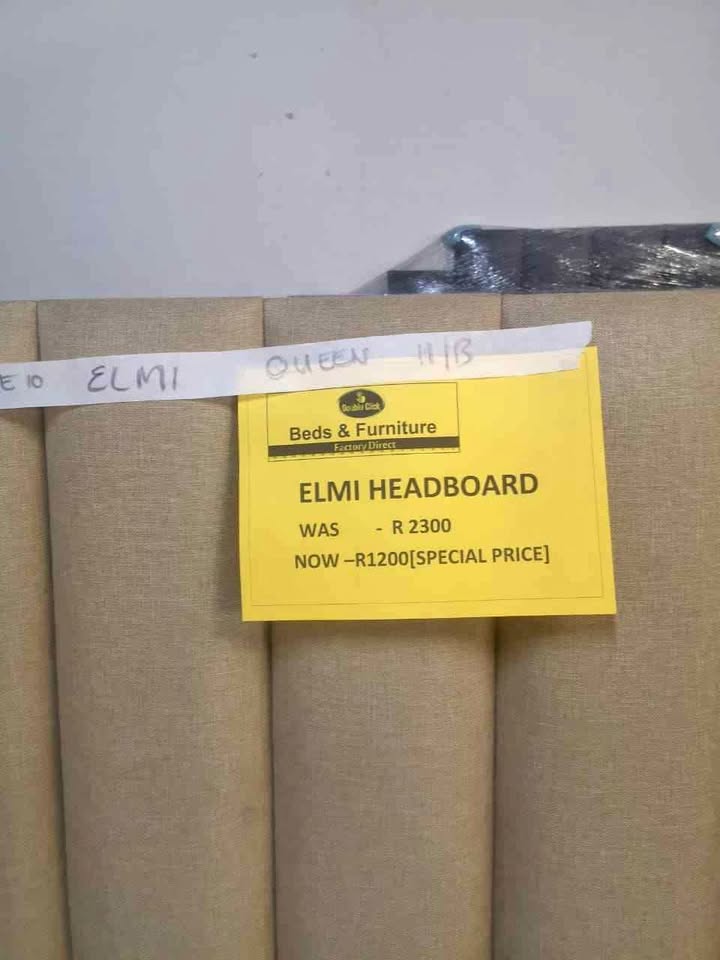 E10 ELMI QUEEN H/B
Double Click
Beds & Furniture
Factory Direct
ELMI HEADBOARD
WAS - R 2300
NOW –R1200[SPECIAL PRICE]